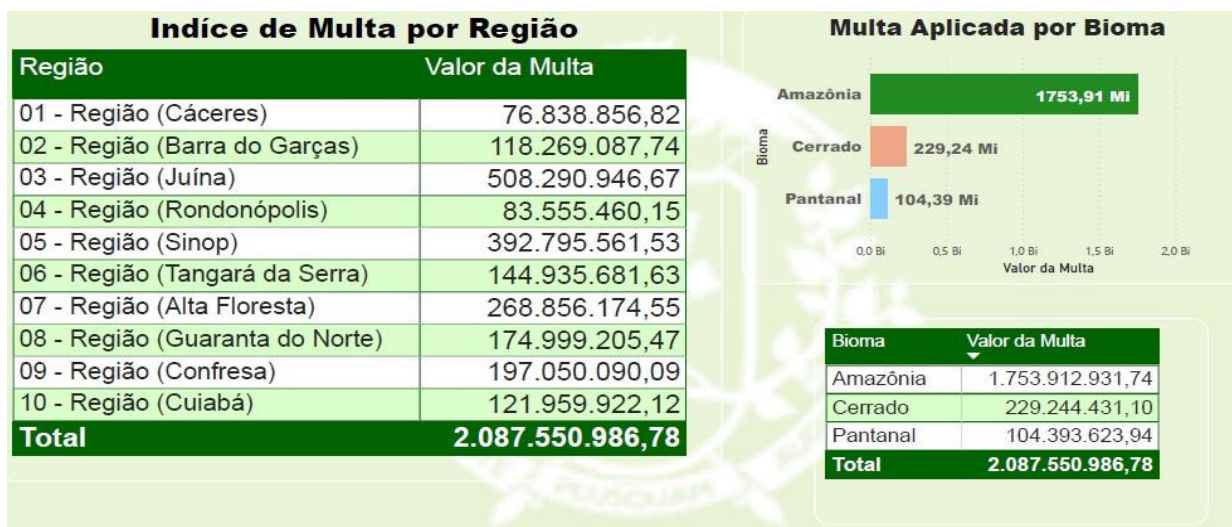 Indíce de Multa por Região
Região Valor da Multa
01 - Região (Cáceres) 76.838.856,82
02 - Região (Barra do Garças) 118.269.087,74
03 - Região (Juína) 508.290.946,67
04 - Região (Rondonópolis) 83.555.460,15
05 - Região (Sinop) 392.795.561,53
06 - Região (Tangará da Serra) 144.935.681,63
07 - Região (Alta Floresta) 268.856.174,55
08 - Região (Guaranta do Norte) 174.999.205,47
09 - Região (Confresa) 197.050.090,09
10 - Região (Cuiabá) 121.959.922,12
Total 2.087.550.986,78
Multa Aplicada por Bioma
Bioma
Amazônia 1753,91 Mi
Cerrado 229,24 Mi
Pantanal 104,39 Mi
0,0 Bi 0,5 Bi 1,0 Bi 1,5 Bi 2,0 Bi
Valor da Multa
Bioma Valor da Multa
Amazônia 1.753.912.931,74
Cerrado 229.244.431,10
Pantanal 104.393.623,94
Total 2.087.550.986,78